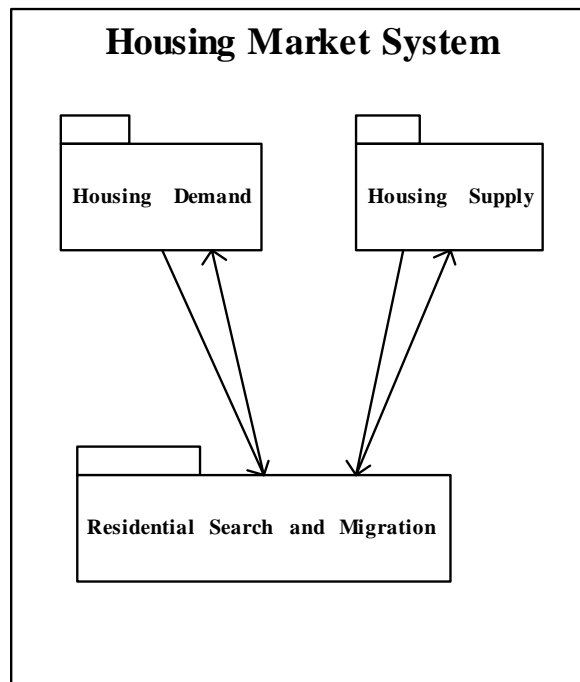 Housing Market System
Housing Demand
Housing Supply
Residential Search and Migration